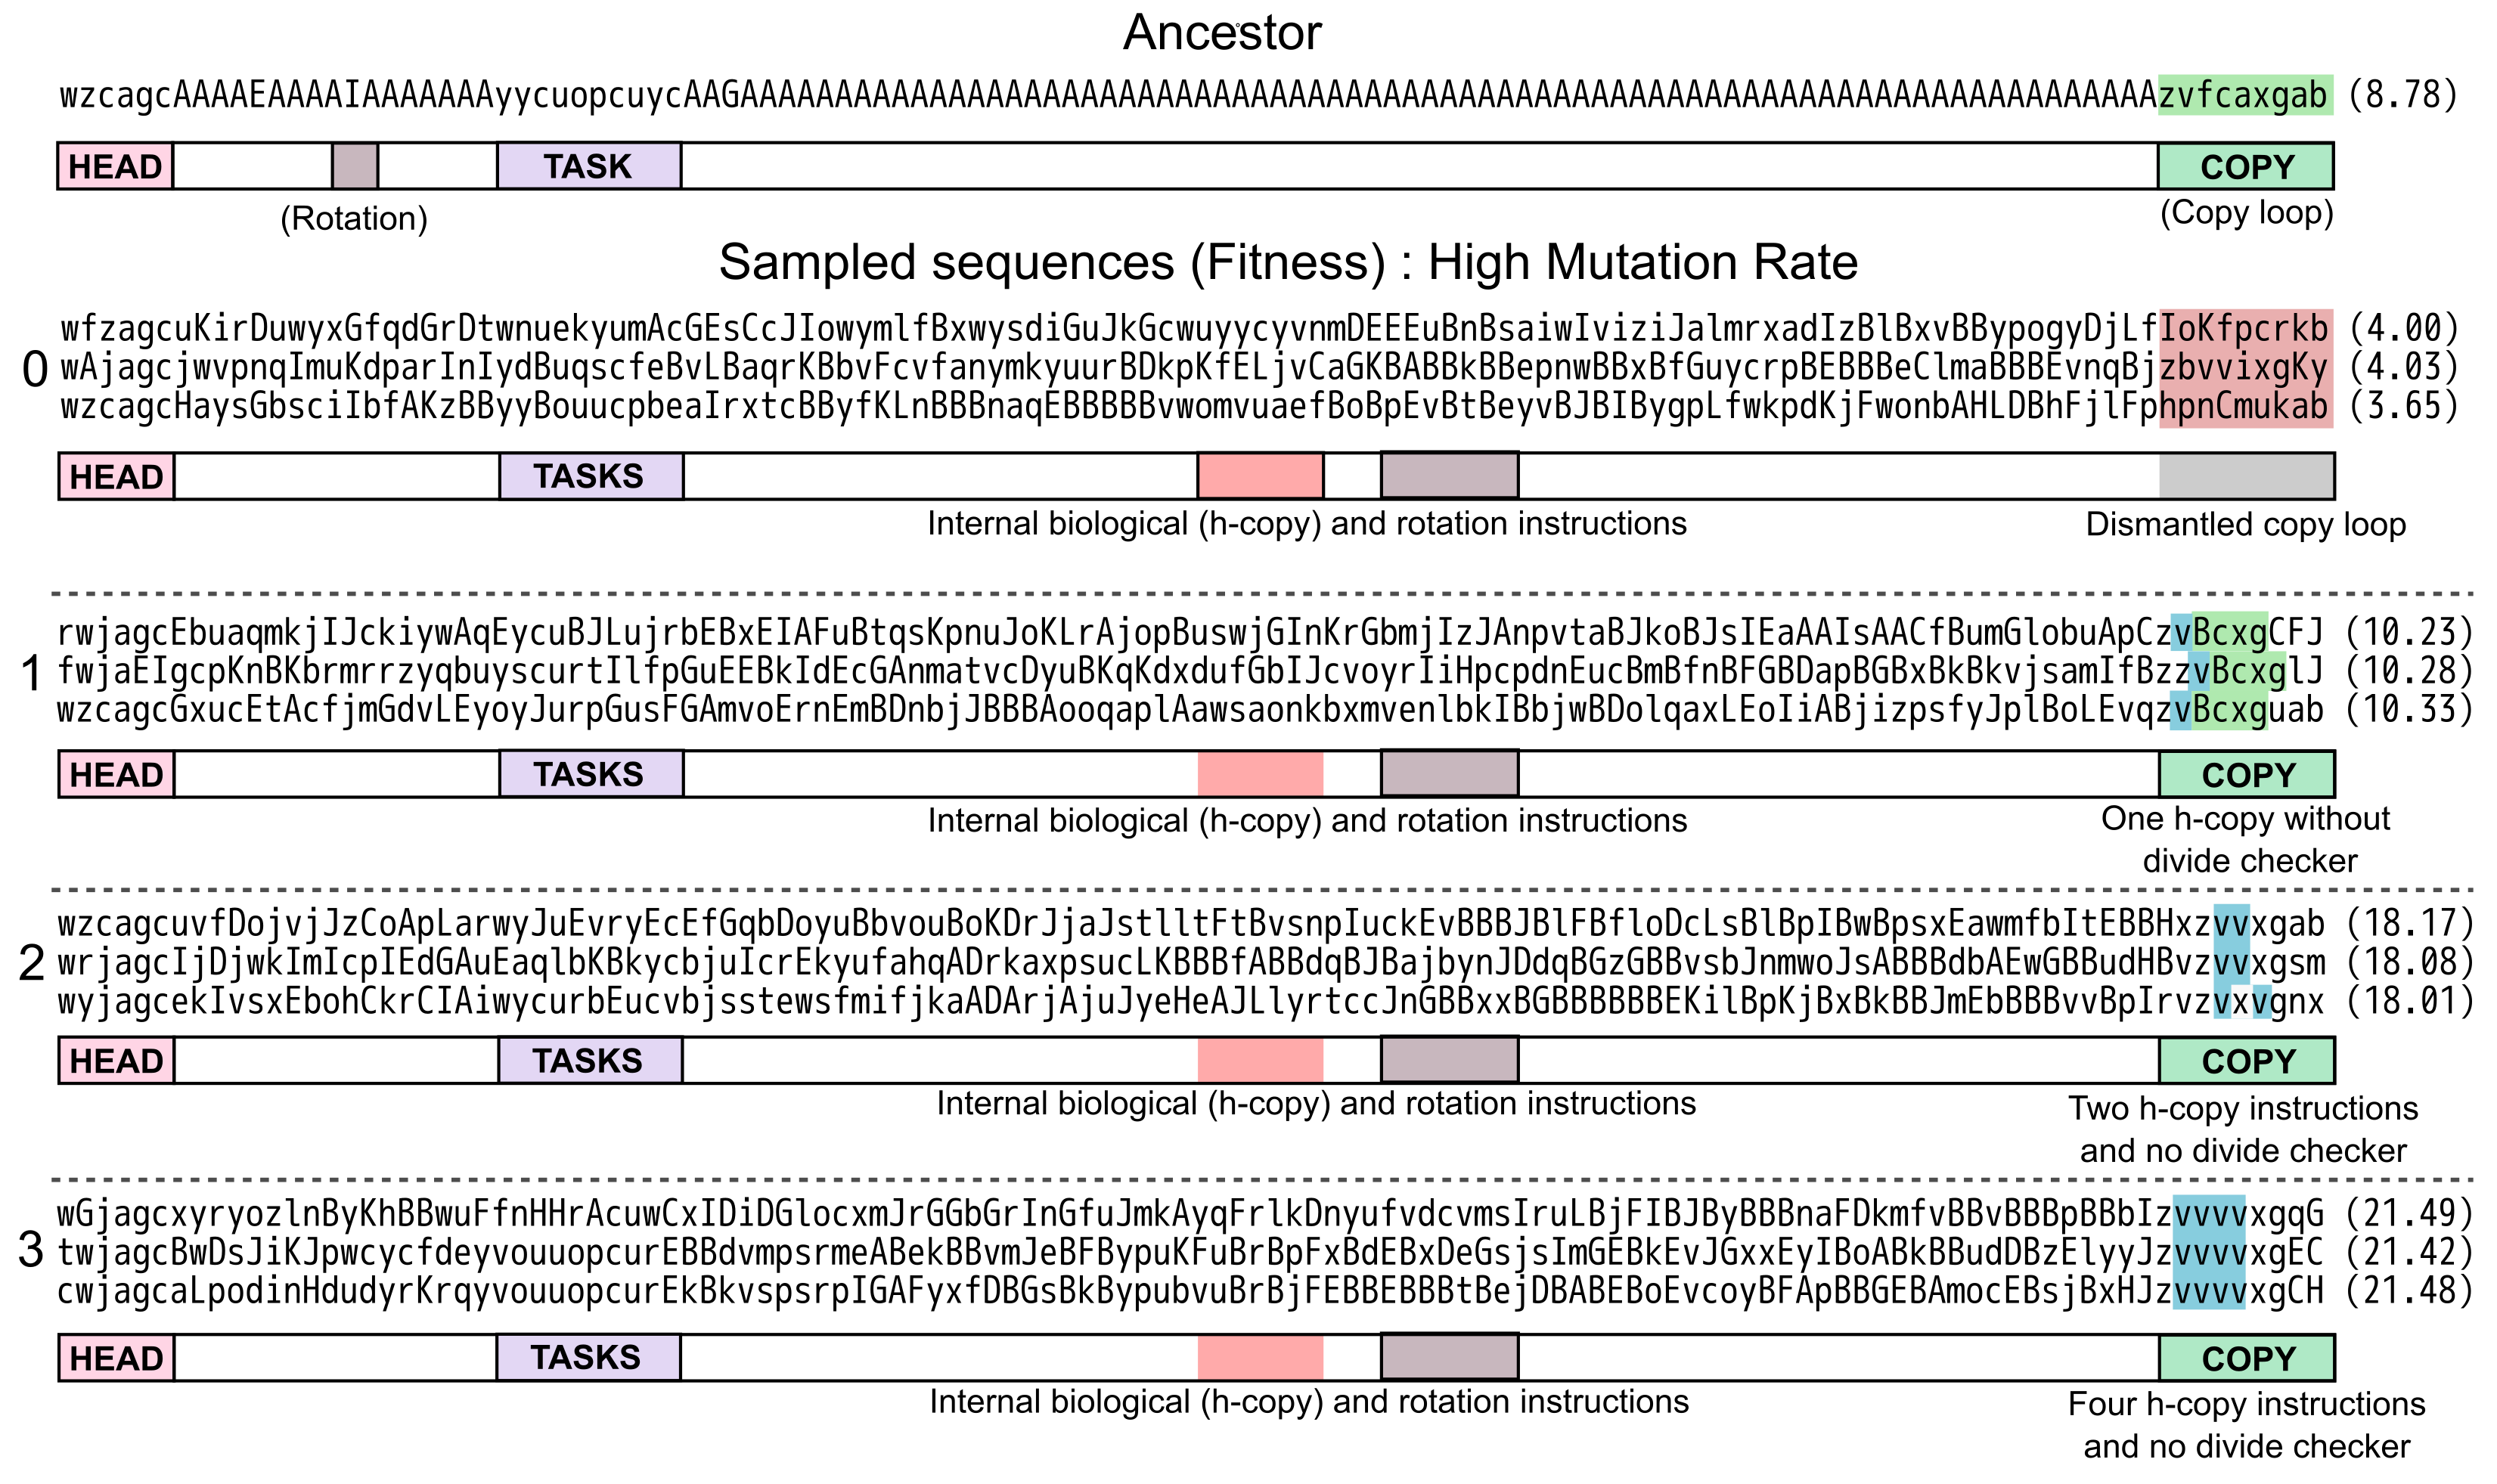 Ancestor
wzcagcAAAAEAAAAIAAAAAAAyycuopcuycAAGAAAAAAAAAAAAAAAAAAAAAAAAAAAAAAAAAAAAAAAAAAAAAAAAAAAAAAAAAAAAAAAAAAAAAAAAAAAzvfcaxgab (8.78)
HEAD TASK COPY
(Rotation) (Copy loop)
Sampled sequences (Fitness) : High Mutation Rate
wfzagcuKirDuwyxGfqdGrDtwnuekyumAcGEsCcJIowymlfBxwysdiGuJkGcwuyycyvnmDEEEuBnBsaiwIviziJalmrxadIzBlBxvBBypogyDjLfIoKfpcrkb (4.00)
0 wAjagcjwvpnqImuKdparInIydBuqscfeBvLBaqrKBbvFcvfanymkyuurBDkpKfELjvCaGKBABBkBBepnwBBxBfGuycrpBEBBBeClmaBBBEvnqBjzbvvixgKy (4.03)
wzcagcHaysGbsciIbfAKzBByyBouucpbeaIrxtcBByfKLnBBBnaqEBBBBBvwomvuaefBoBpEvBtBeyvBJBIBygpLfwkpdKjFwonbAHLDBhFjlFphpnCmukab (3.65)
HEAD TASKS
Internal biological (h-copy) and rotation instructions Dismantled copy loop
rwjagcEbuaqmkjIJckiywAqEycuBJLujrbEBxEIAFuBtqsKpnuJoKLrAjopBuswjGInKrGbmjIzJAnpvtaBJkoBJsIEaAAIsAACfBumGlobuApCzvBcxgCFJ (10.23)
1 fwjaEIgcpKnBKbrmrrzyqbuyscurtIlfpGuEEBkIdEcGAnmatvcDyuBKqKdxdufGbIJcvoyrIiHpcpdnEucBmBfnBFGBDapBGBxBkBkvjsamIfBzzvBcxglJ (10.28)
wzcagcGxucEtAcfjmGdvLEyoyJurpGusFGAmvoErnEmBDnbjJBBBAooqaplAawsaonkbxmvenlbkIBbjwBDolqaxLEoIiABjizpsfyJplBoLEvqzvBcxguab (10.33)
HEAD TASKS COPY
Internal biological (h-copy) and rotation instructions One h-copy without
divide checker
wzcagcuvfDojvjJzCoApLarwyJuEvryEcEfGqbDoyuBbvouBoKDrJjaJstlltFtBvsnpIuckEvBBBJBlFBfloDcLsBlBpIBwBpsxEawmfbItEBBHxzvvxgab (18.17)
2 wrjagcIjDjwkImIcpIEdGAuEaqlbKBkycbjuIcrEkyufahqADrkaxpsucLKBBBfABBdqBJBajbynJDdqBGzGBBvsbJnmwoJsABBBdbAEwGBBudHBvzvvxgsm (18.08)
wyjagcekIvsxEbohCkrCIAiwycurbEucvbjsstewsfmifjkaADArjAjuJyeHeAJLlyrtccJnGBBxxBGBBBBBBEKilBpKjBxBkBBJmEbBBBvvBpIrvzvxvgnx (18.01)
HEAD TASKS COPY
Internal biological (h-copy) and rotation instructions Two h-copy instructions
and no divide checker
wGjagcxyryozlnByKhBBwuFfnHHrAcuwCxIDiDGlocxmJrGGbGrInGfuJmkAyqFrlkDnyufvdcvmsIruLBjFIBJByBBBnaFDkmfvBBvBBBpBBbIzvvvvxgqG (21.49)
3 twjagcBwDsJiKJpwcycfdeyvouuopcurEBBdvmpsrmeABekBBvmJeBFBypuKFuBrBpFxBdEBxDeGsjsImGEBkEvJGxxEyIBoABkBBudDBzElyyJzvvvvxgEC (21.42)
cwjagcaLpodinHdudyrKrqyvouuopcurEkBkvspsrpIGAFyxfDBGsBkBypubvuBrBjFEBBEBBBtBejDBABEBoEvcoyBFApBBGEBAmocEBsjBxHJzvvvvxgCH (21.48)
HEAD TASKS COPY
Internal biological (h-copy) and rotation instructions Four h-copy instructions
and no divide checker